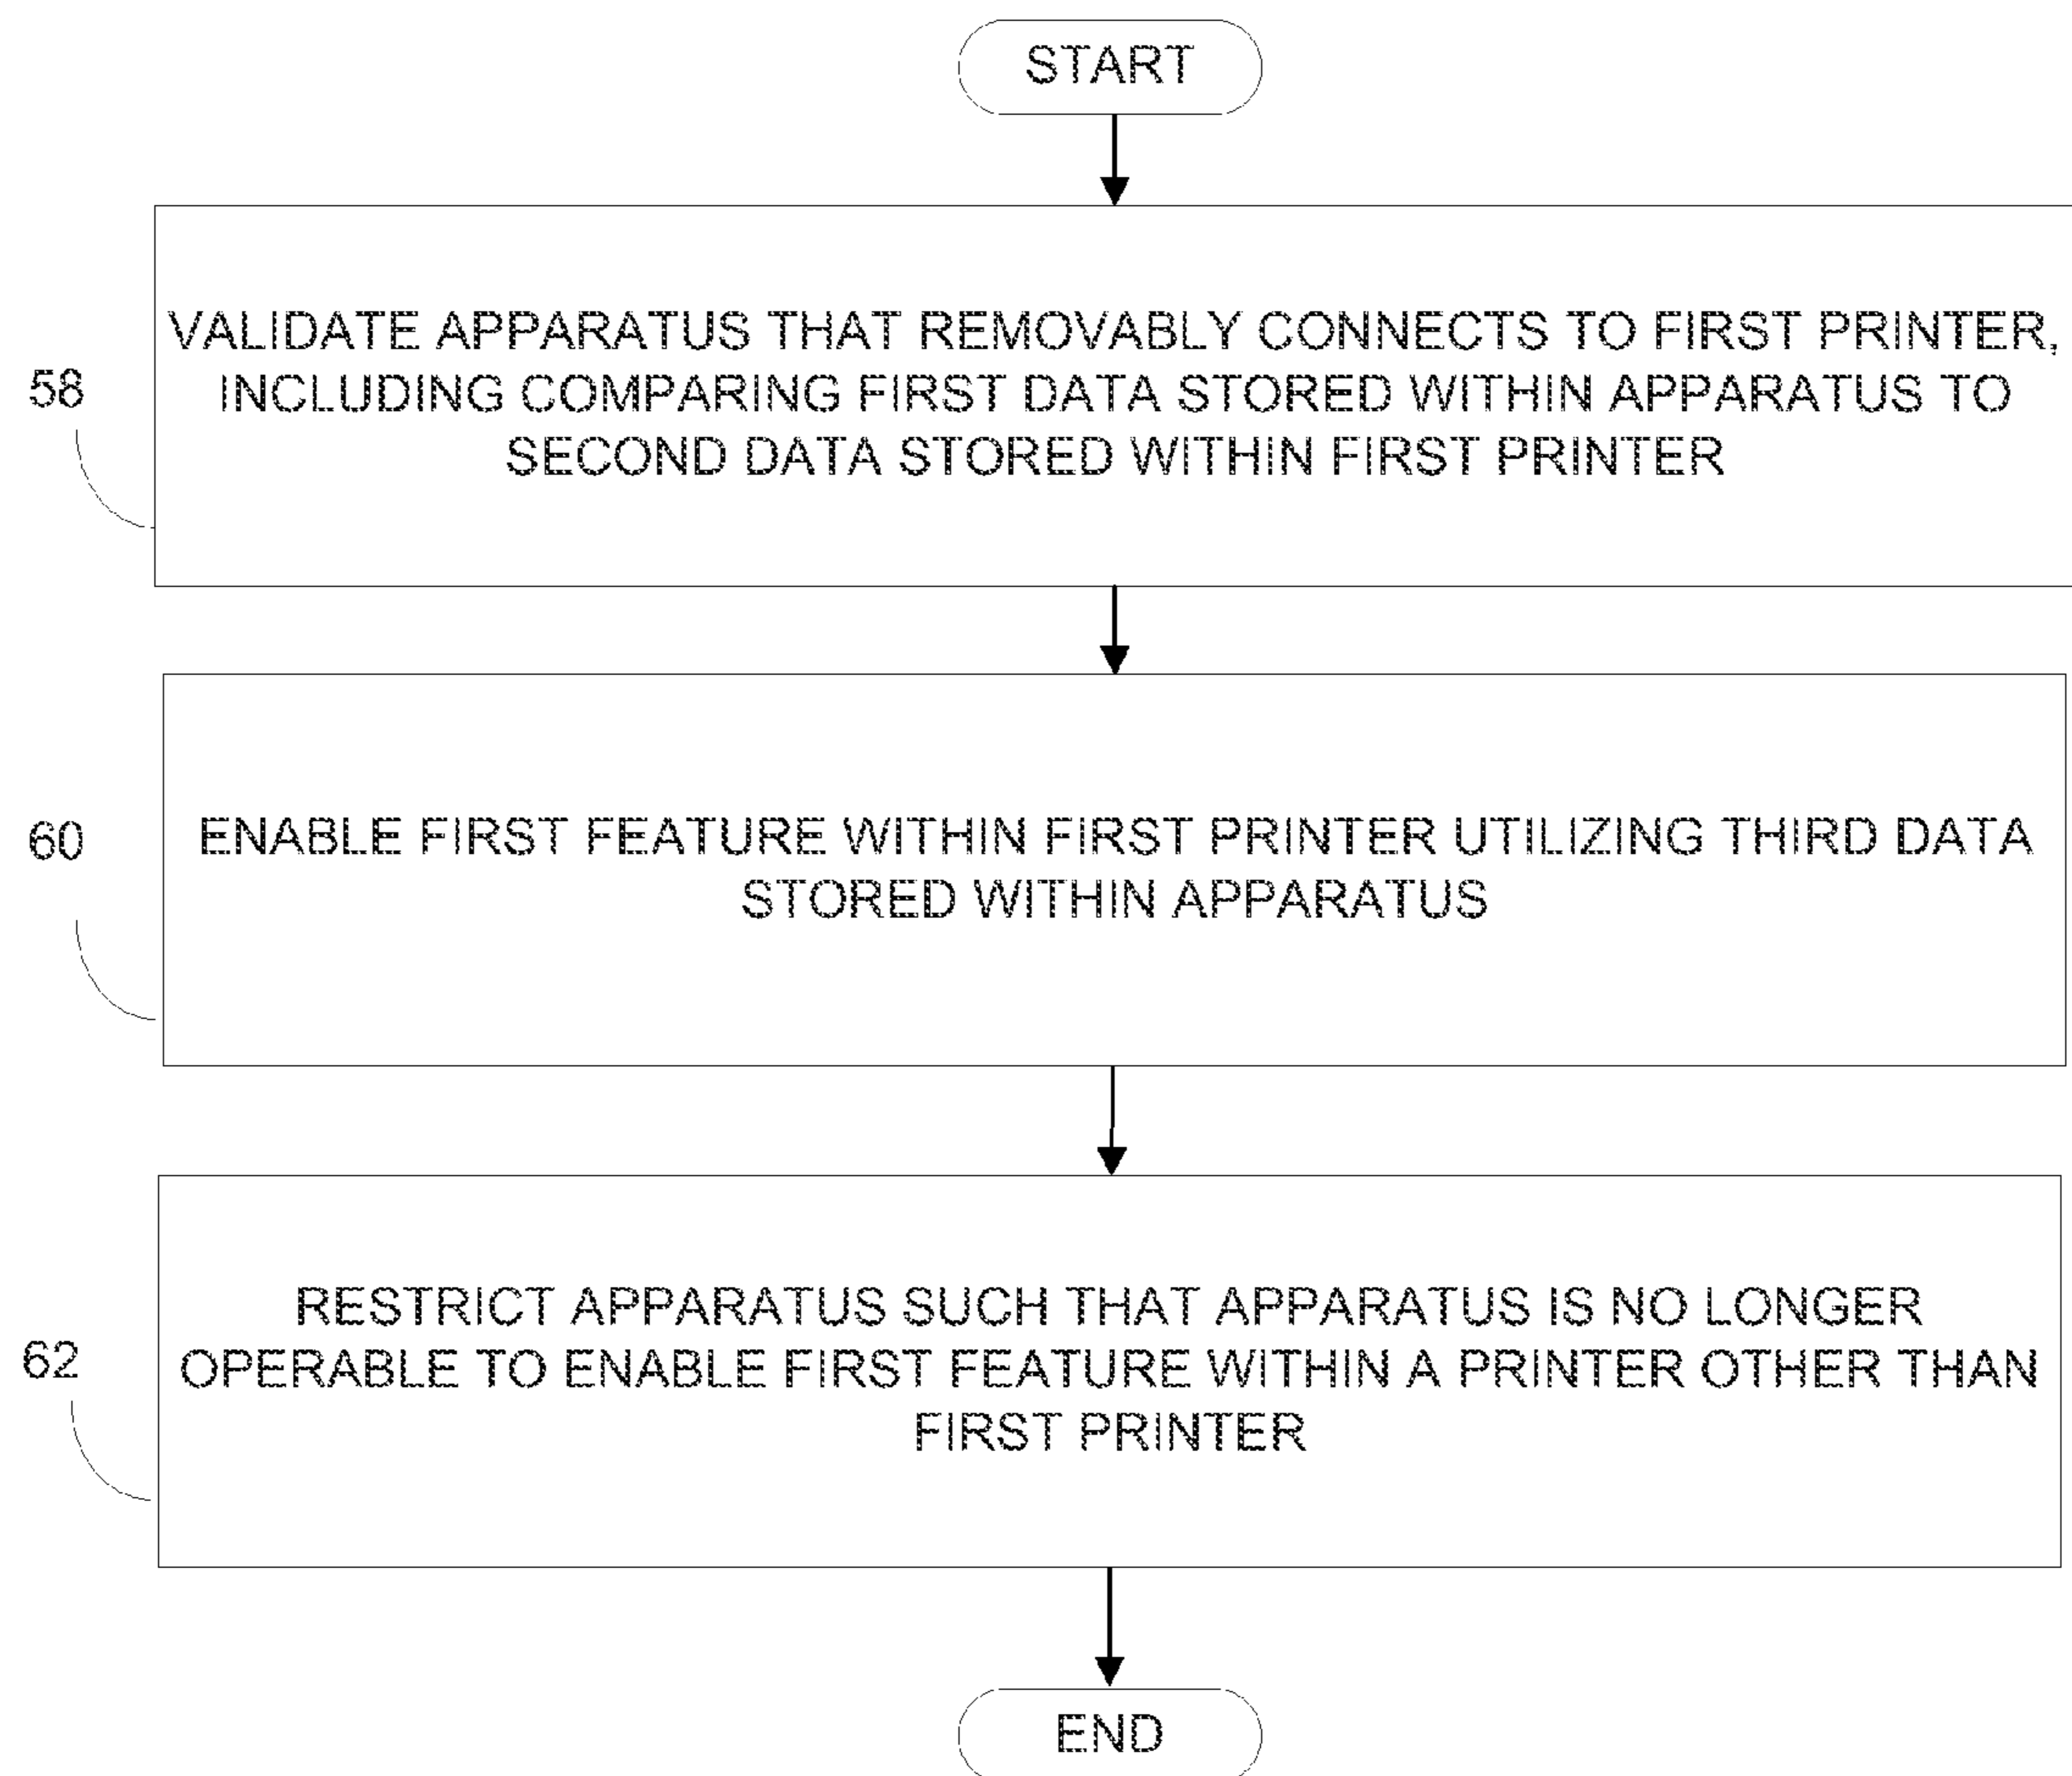 START
58
VALIDATE APPARATUS THAT REMOVABLY CONNECTS TO FIRST PRINTER,
INCLUDING COMPARING FIRST DATA STORED WITHIN APPARATUS TO
SECOND DATA STORED WITHIN FIRST PRINTER
60
ENABLE FIRST FEATURE WITHIN FIRST PRINTER UTILIZING THIRD DATA
STORED WITHIN APPARATUS
62
RESTRICT APPARATUS SUCH THAT APPARATUS IS NO LONGER
OPERABLE TO ENABLE FIRST FEATURE WITHIN A PRINTER OTHER THAN
FIRST PRINTER
END